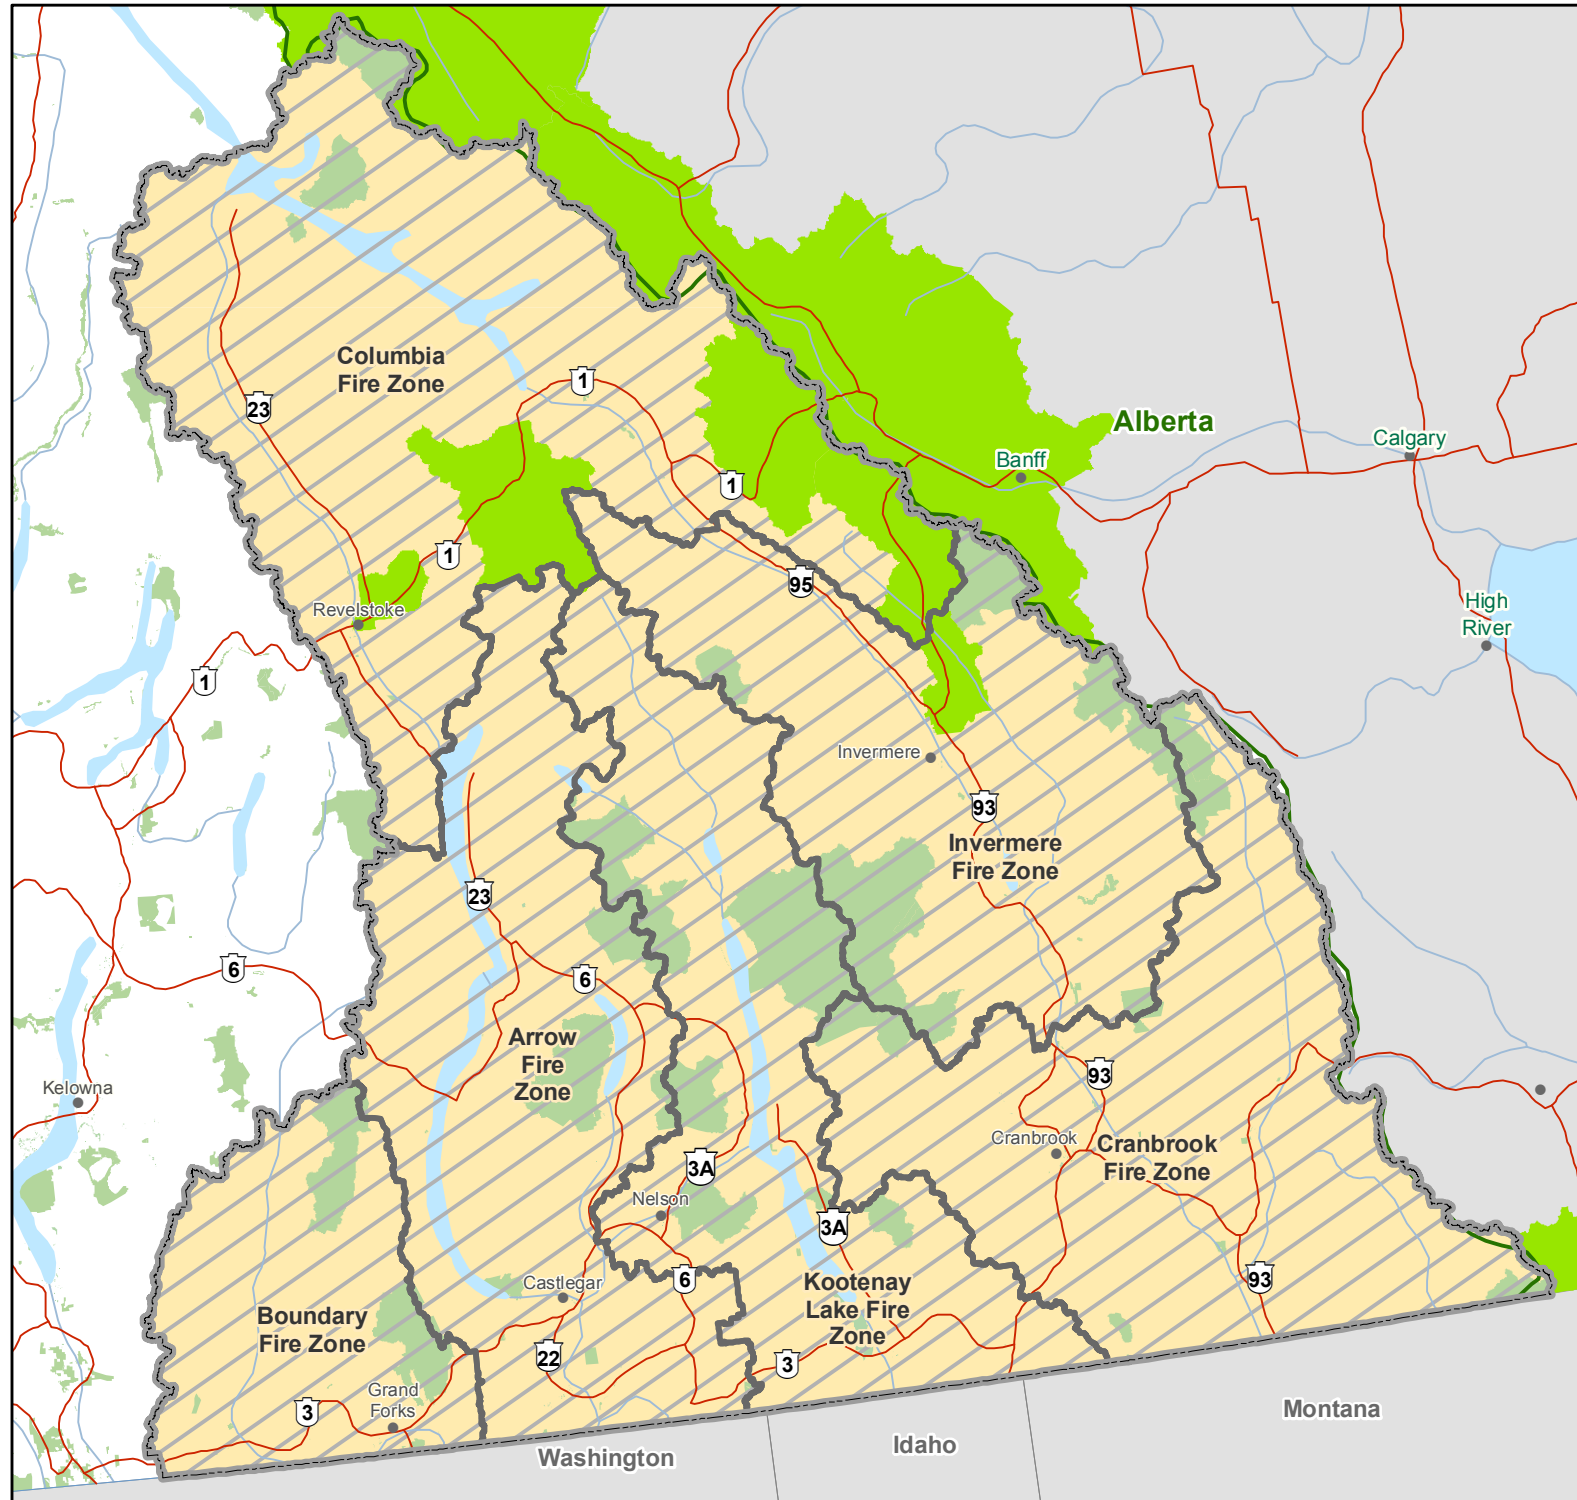 Columbia
Fire Zone
1
23
Alberta
Calgary
Banff
1
1
95
Revelstoke
High
River
1
Invermere
93
Invermere
Fire Zone
23
6
6
Arrow
Fire
Zone
93
Kelowna
Cranbrook
Cranbrook
Fire Zone
3A
Nelson
3A
6
93
Castlegar
Kootenay
Lake Fire
Zone
Boundary
Fire Zone
22
3
Grand
Forks
3
Montana
Idaho
Washington